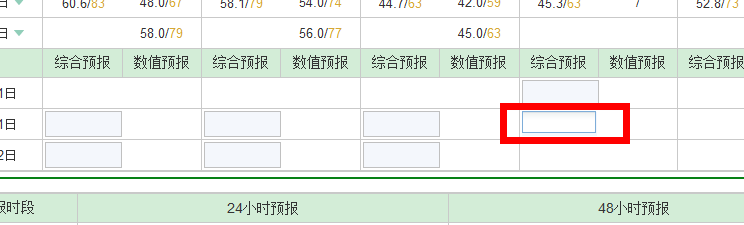 日 60.6/83 48.0/67 58.1/79 54.0/74 44.7/63 42.0/59 45.3/63 / 52.8/73
日 58.0/79 56.0/77 45.0/63
综合预报 数值预报 综合预报 数值预报 综合预报 数值预报 综合预报 数值预报 综合预报
1日
1日
2日
报时段 24小时预报 48小时预报